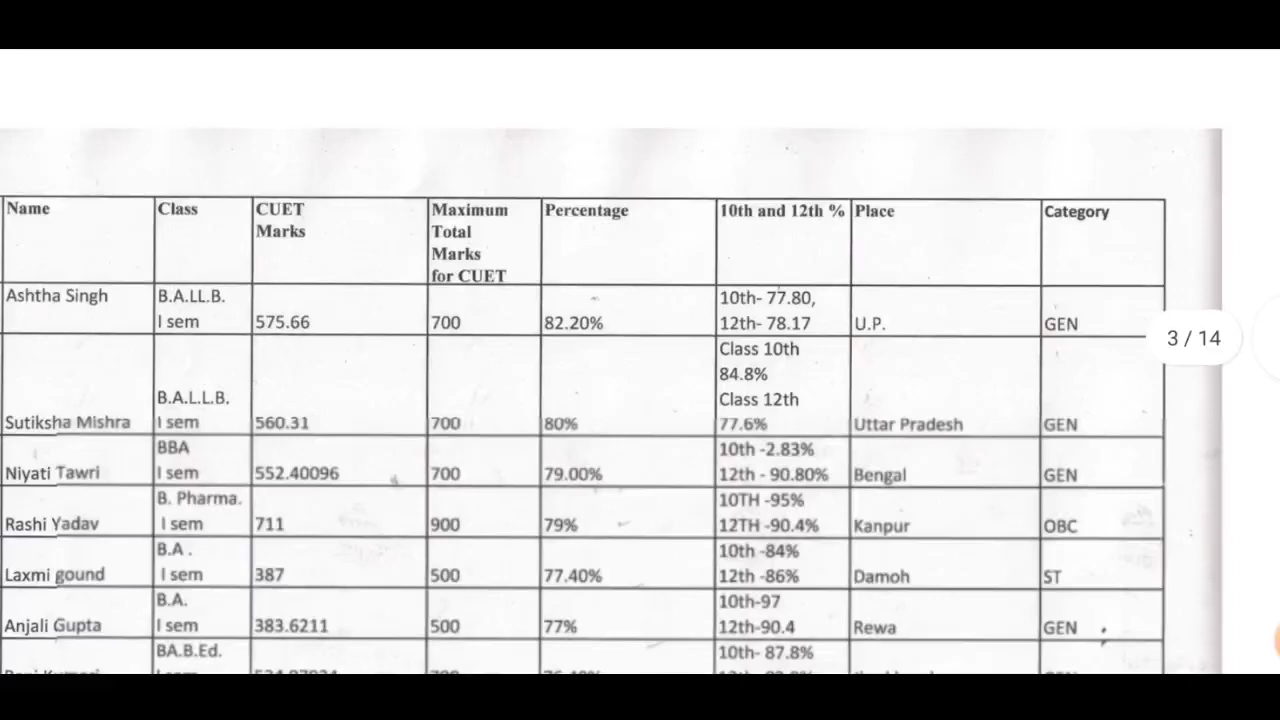 Name Class CUET Marks Maximum Total Marks for CUET Percentage 10th and 12th % Place Category
Ashtha Singh B.A.LL.B. I sem 575.66 700 82.20% 10th- 77.80, 12th- 78.17 U.P. GEN
3 / 14
Sutiksha Mishra B.A.L.L.B. I sem 560.31 700 80% Class 10th 84.8% Class 12th 77.6% Uttar Pradesh GEN
Niyati Tawri BBA I sem 552.40096 700 79.00% 10th -2.83% 12th - 90.80% Bengal GEN
Rashi Yadav B. Pharma. I sem 711 900 79% 10TH -95% 12TH -90.4% Kanpur OBC
Laxmi gound B.A . I sem 387 500 77.40% 10th -84% 12th -86% Damoh ST
Anjali Gupta B.A. I sem 383.6211 500 77% 10th-97 12th-90.4 Rewa GEN
BA.B.Ed. 10th- 87.8%